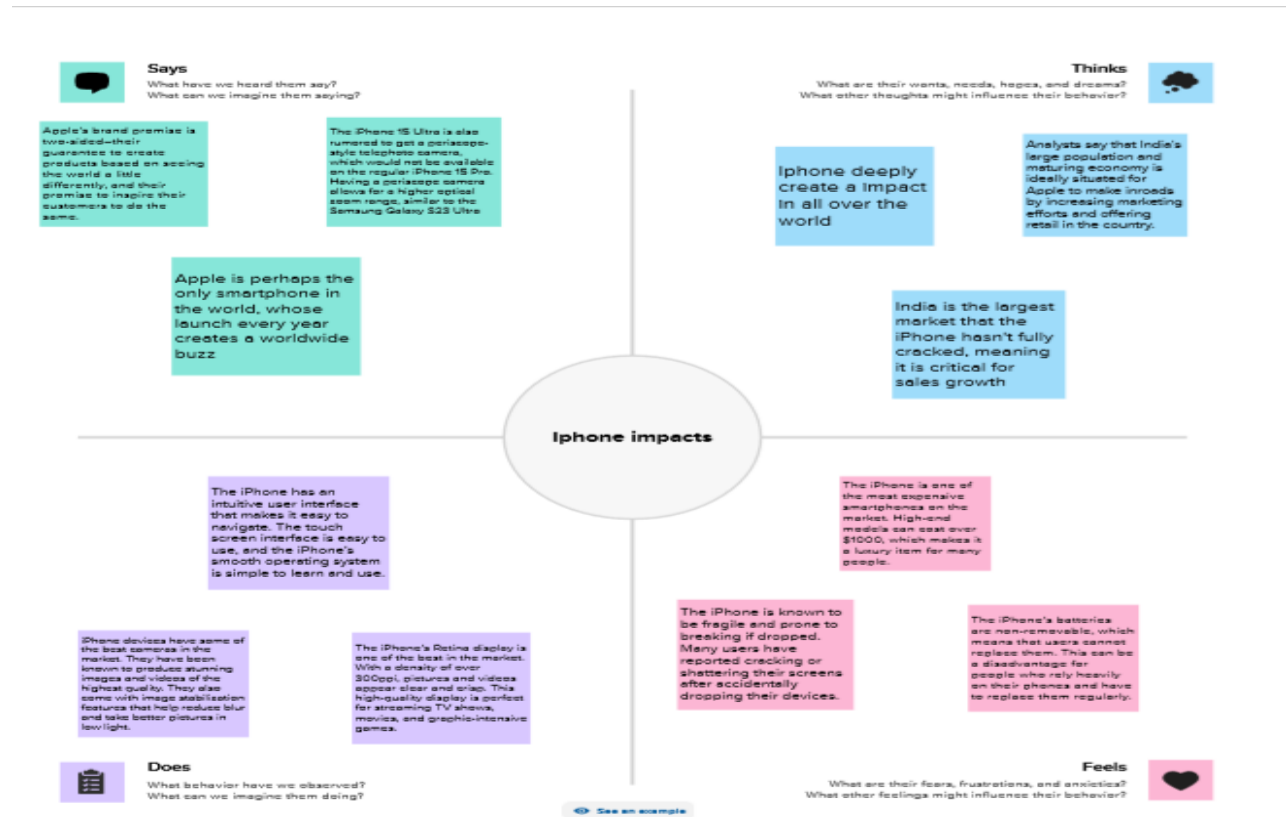 Says
What have we heard them say?
What can we imagine them saying?
Apple's brand promise is
two-sided—their
guarantee to create
products based on seeing
the world a little
differently, and their
promise to inspire their
customers to do the
same.
The iPhone 15 Ultra is also
rumored to get a periscope-
style telephoto camera,
which would not be available
on the regular iPhone 15 Pro.
Having a periscope camera
allows for a higher optical
zoom range, similar to the
Samsung Galaxy S23 Ultra
Apple is perhaps the
only smartphone in
the world, whose
launch every year
creates a worldwide
buzz
Thinks
What are their wants, needs, hopes, and dreams?
What other thoughts might influence their behavior?
Iphone deeply
create a Impact
In all over the
world
Analysts say that India's
large population and
maturing economy is
ideally situated for
Apple to make inroads
by increasing marketing
efforts and offering
retail in the country.
India is the largest
market that the
iPhone hasn't fully
cracked, meaning
it is critical for
sales growth
Iphone impacts
The iPhone has an
intuitive user interface
that makes it easy to
navigate. The touch
screen interface is easy to
use, and the iPhone's
smooth operating system
is simple to learn and use.
iPhone devices have some of
the best cameras in the
market. They have been
known to produce stunning
images and videos of the
highest quality. They also
come with image stabilization
features that help reduce blur
and take better pictures in
low light.
The iPhone's Retina display is
one of the best in the market.
With a density of over
300ppi, pictures and videos
appear clear and crisp. This
high-quality display is perfect
for streaming TV shows,
movies, and graphic-intensive
games.
Does
What behavior have we observed?
What can we imagine them doing?
The iPhone is one of
the most expensive
smartphones on the
market. High-end
models can cost over
$1000, which makes it
a luxury item for many
people.
The iPhone is known to
be fragile and prone to
breaking if dropped.
Many users have
reported cracking or
shattering their screens
after accidentally
dropping their devices.
The iPhone's batteries
are non-removable, which
means that users cannot
replace them. This can be
a disadvantage for
people who rely heavily
on their phones and have
to replace them regularly.
Feels
What are their fears, frustrations, and anxieties?
What other feelings might influence their behavior?
See an example